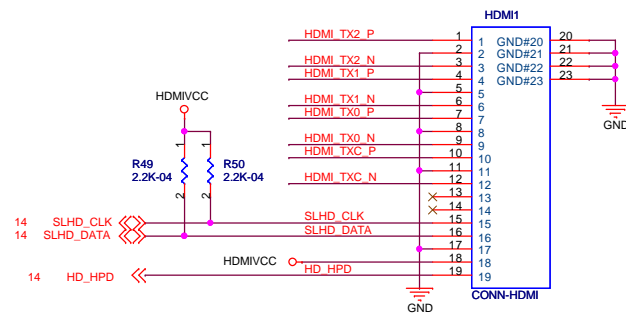 HDMI1
HDMI_TX2_P 1 1 GND#20 20
2 2 GND#21 21
HDMI_TX2_N 3 3 GND#22 22
HDMI_TX1_P 4 4 GND#23 23
5 5
HDMI_TX1_N 6 6
HDMI_TX0_P 7 7
8 8
HDMI_TX0_N 9 9
HDMI_TXC_P 10 10
11 11
HDMI_TXC_N 12 12
13 13
14 14
SLHD_CLK 15 15
SLHD_DATA 16 16
17 17
HDMIVCC 18 18
HD_HPD 19 19
CONN-HDMI
GND
GND
HDMIVCC
1 1
R49 R50
2.2K-04 2.2K-04
2 2
14 SLHD_CLK
14 SLHD_DATA
14 HD_HPD